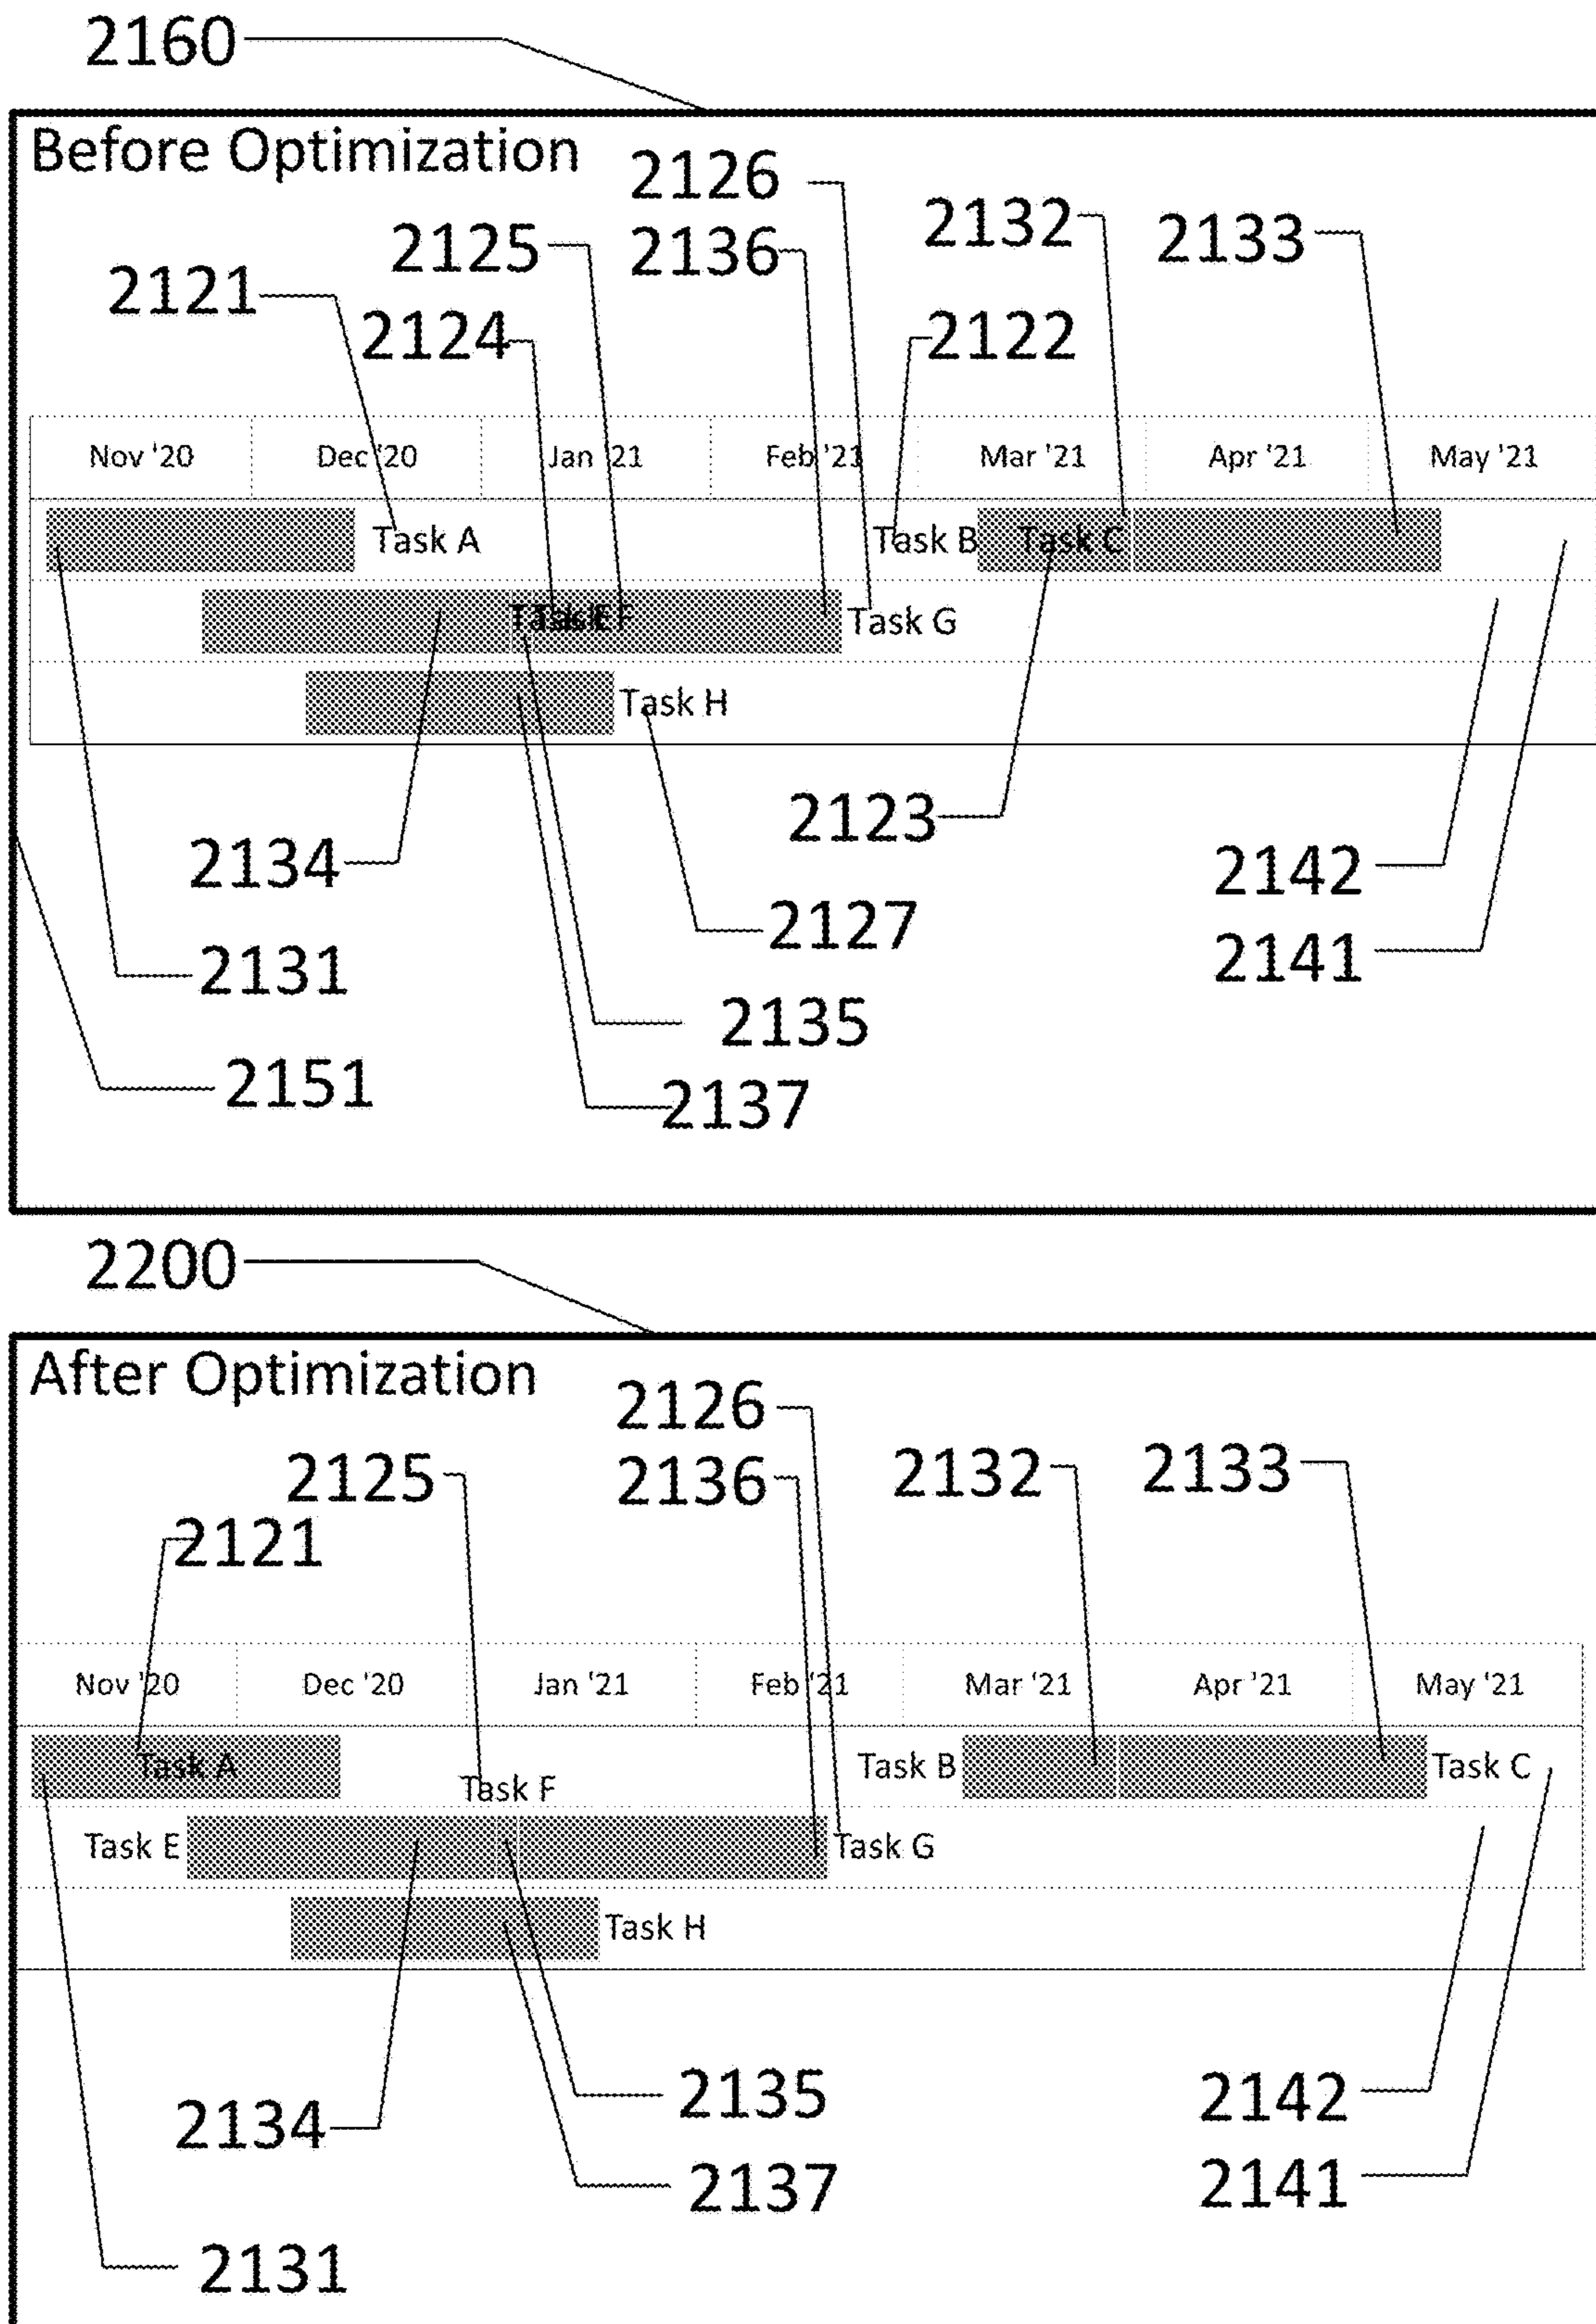 2160
Before Optimization
2126
2132
2133
2125
2136
2121
2124
2122
Nov '20 Dec '20 Jan '21 Feb '21 Mar '21 Apr '21 May '21
Task A Task B Task C
Task F Task G
Task H
2123
2134
2142
2127
2131
2141
2135
2151
2137
2200
After Optimization
2126
2125
2136
2132
2133
2121
Nov '20 Dec '20 Jan '21 Feb '21 Mar '21 Apr '21 May '21
Task A Task B Task C
Task F
Task E Task G
Task H
2135
2142
2134
2137
2141
2131